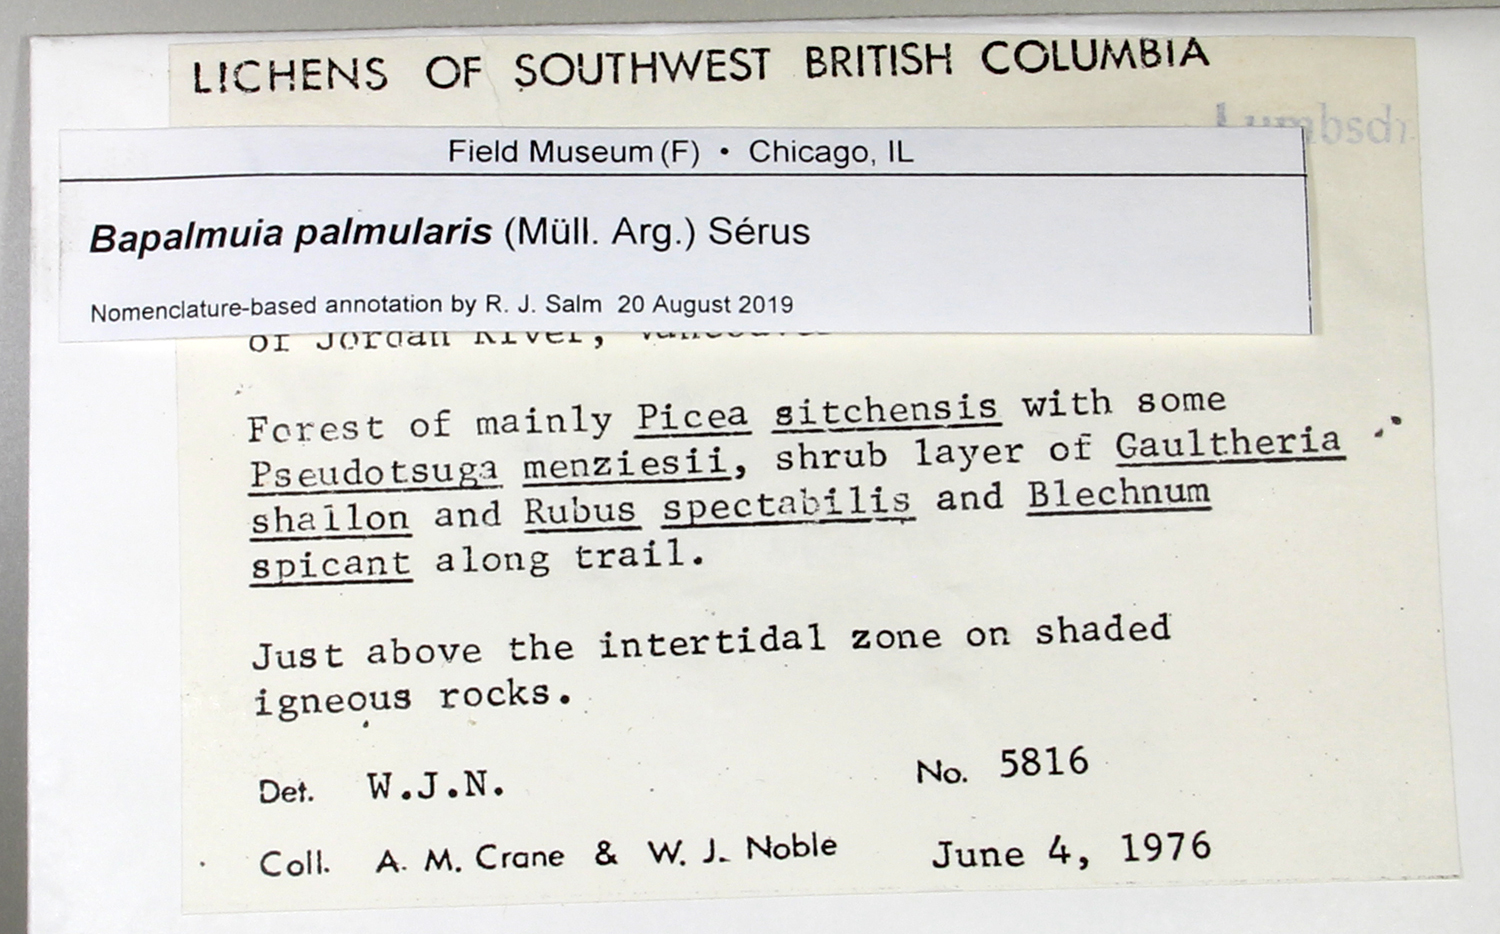 LICHENS OF SOUTHWEST BRITISH COLUMBIA
Field Museum (F) • Chicago, IL
Bapalmuia palmularis (Müll. Arg.) Sérus
Nomenclature-based annotation by R. J. Salm 20 August 2019
of Jordan River,
Forest of mainly Picea sitchensis with some
Pseudotsuga menziesii, shrub layer of Gaultheria
shallon and Rubus spectabilis and Blechnum
spicant along trail.
Just above the intertidal zone on shaded
igneous rocks.
Det. W.J.N.
No. 5816
Coll. A. M. Crane & W. J. Noble
June 4, 1976